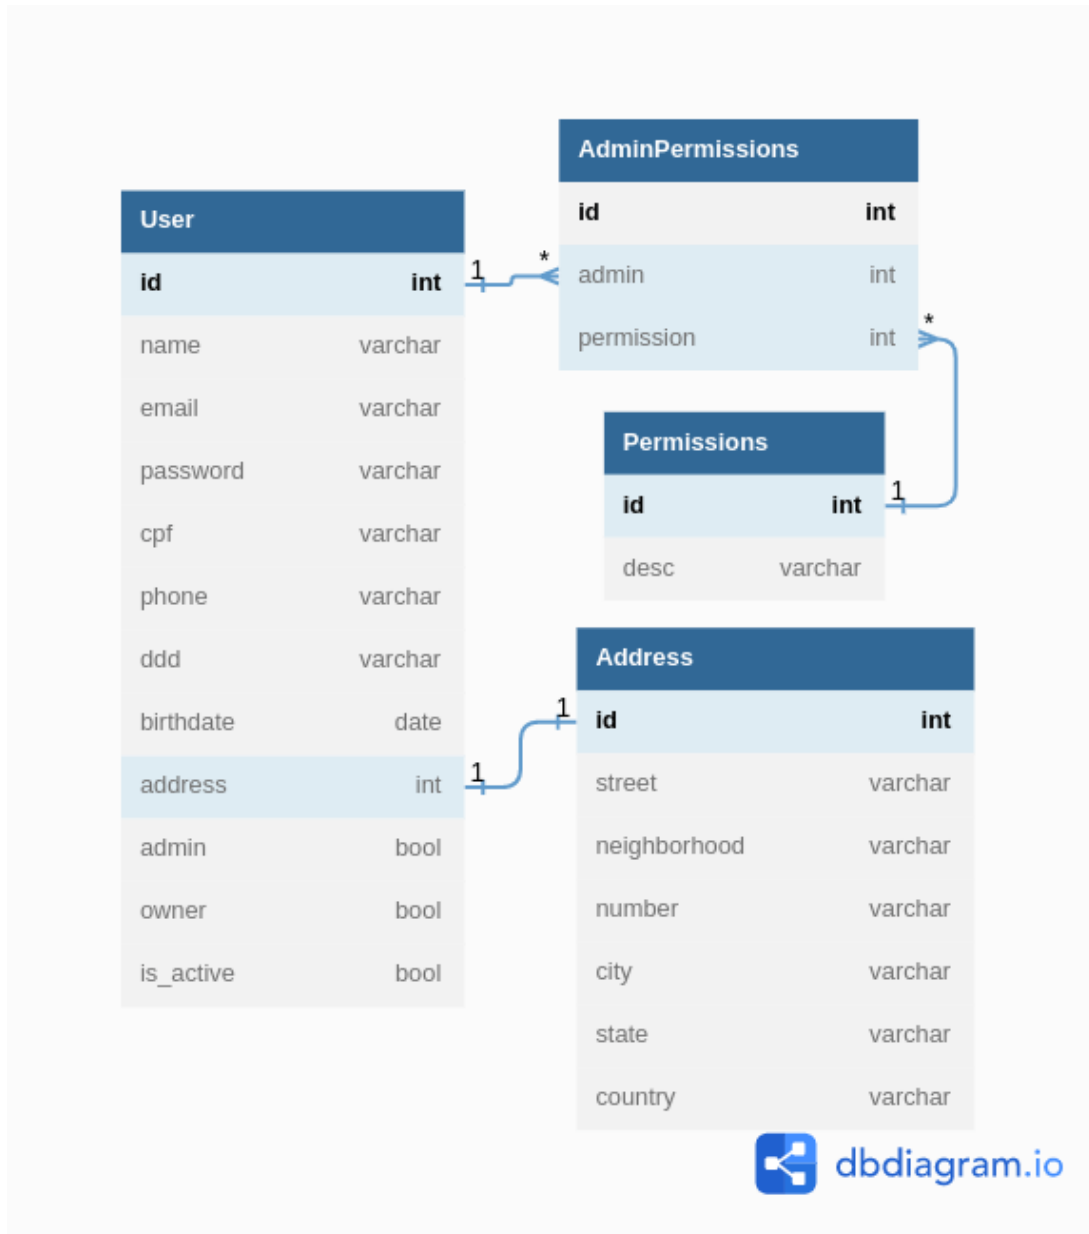 User
id int
name varchar
email varchar
password varchar
cpf varchar
phone varchar
ddd varchar
birthdate date
address int
admin bool
owner bool
is_active bool
1 *
AdminPermissions
id int
admin int
permission int
*
1
Permissions
id int
desc varchar
1
1
Address
id int
street varchar
neighborhood varchar
number varchar
city varchar
state varchar
country varchar
dbdiagram.io